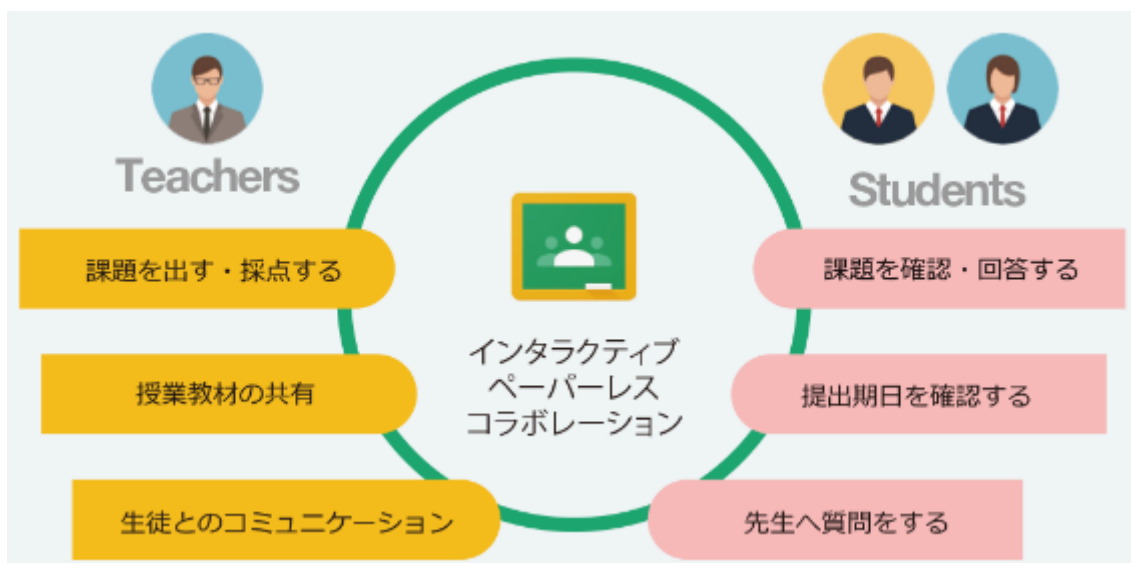 Teachers
課題を出す・採点する
授業教材の共有
生徒とのコミュニケーション
インタラクティブ
ペーパーレス
コラボレーション
Students
課題を確認・回答する
提出期日を確認する
先生へ質問をする